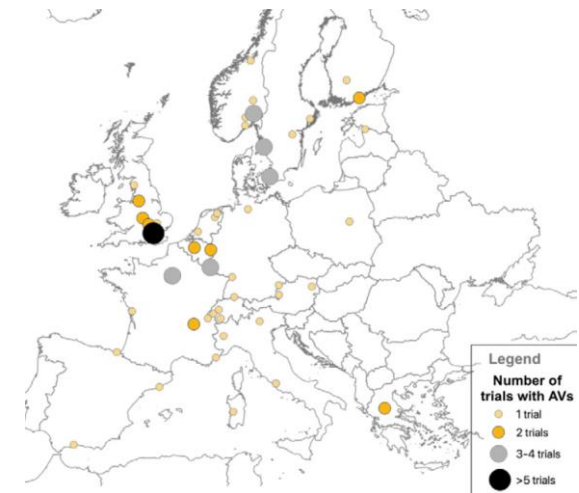 Legend
Number of
trials with AVs
1 trial
2 trials
3-4 trials
>5 trials